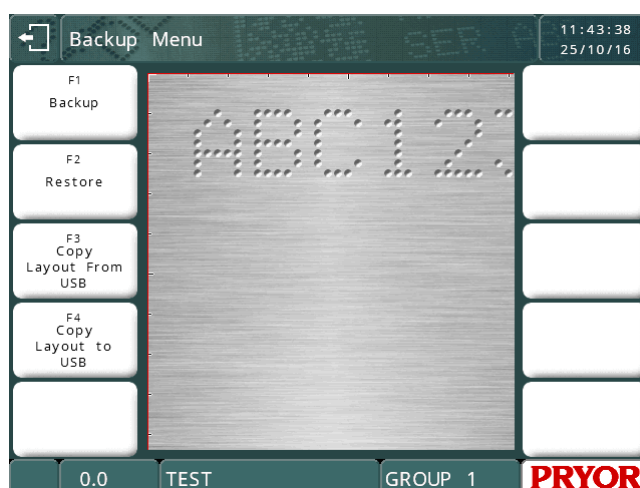 Backup Menu
11:43:38
25/10/16
F1
Backup
F2
Restore
F3
Copy
Layout From
USB
F4
Copy
Layout to
USB
ABC12
0.0
TEST
GROUP 1
PRYOR